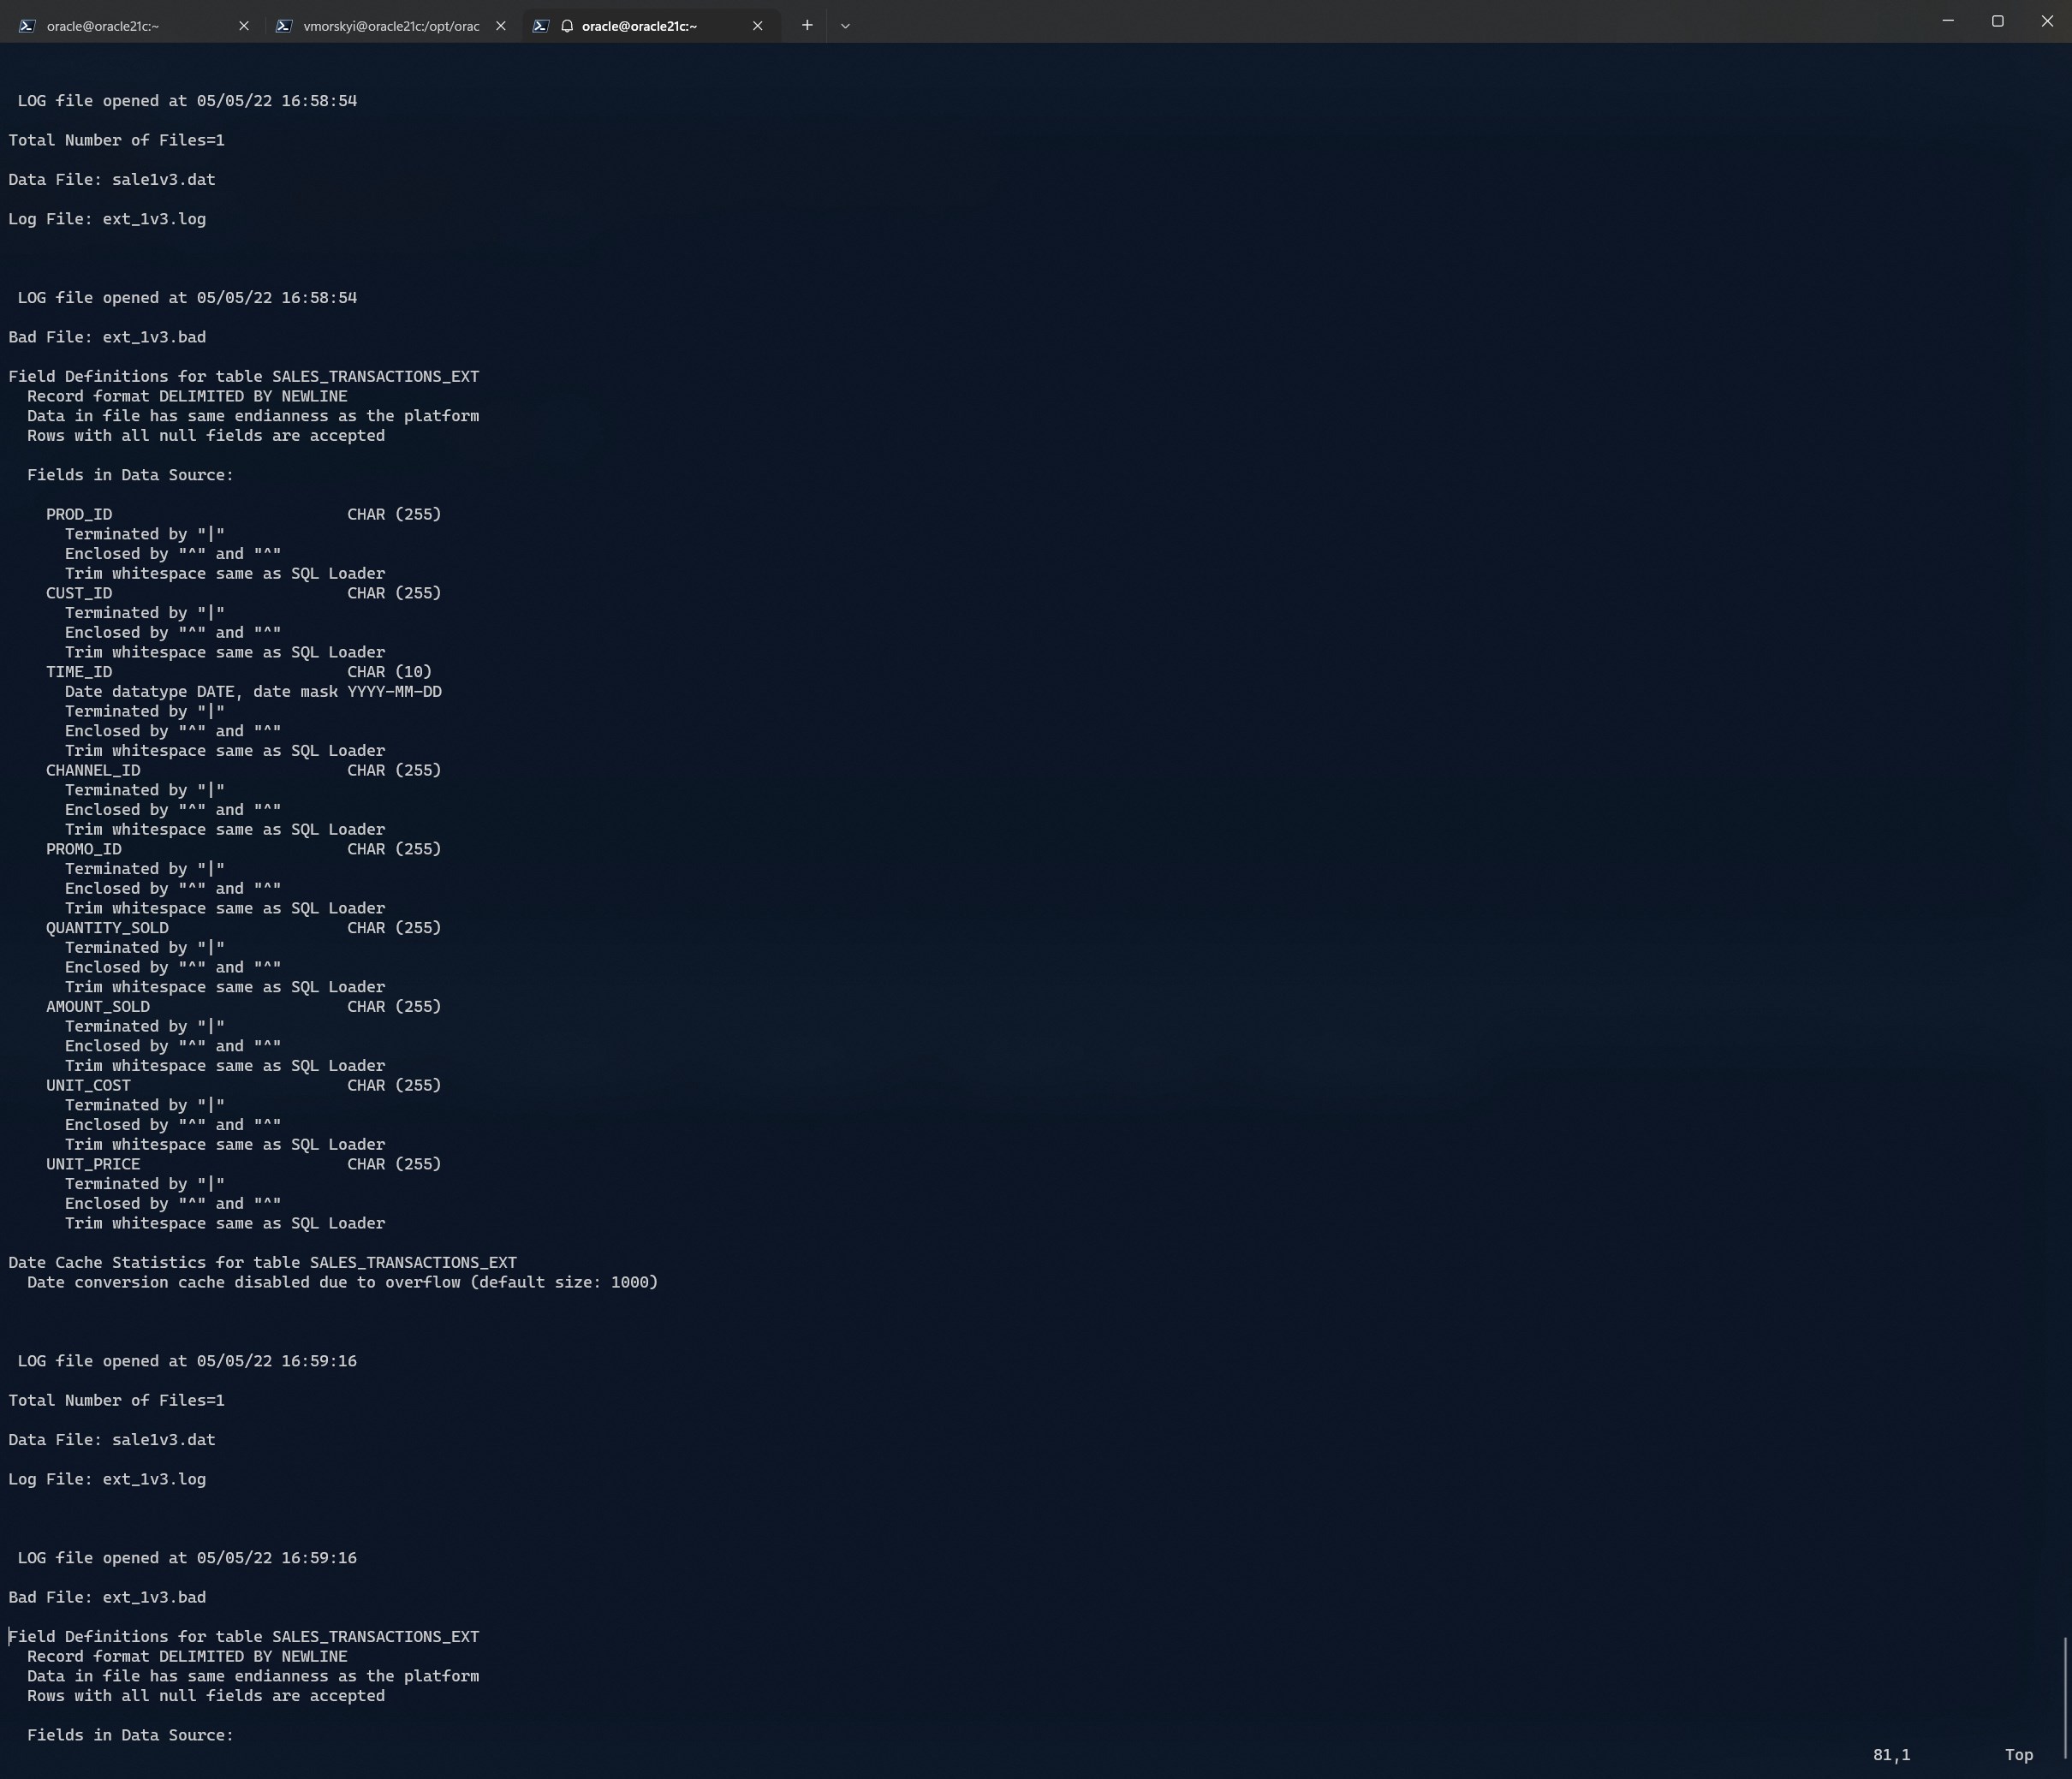 oracle@oracle21c:~
vmorskyi@oracle21c:/opt/orac
oracle@oracle21c:~
 LOG file opened at 05/05/22 16:58:54
Total Number of Files=1
Data File: sale1v3.dat
Log File: ext_1v3.log
 LOG file opened at 05/05/22 16:58:54
Bad File: ext_1v3.bad
Field Definitions for table SALES_TRANSACTIONS_EXT
  Record format DELIMITED BY NEWLINE
  Data in file has same endianness as the platform
  Rows with all null fields are accepted
  Fields in Data Source:
    PROD_ID                         CHAR (255)
      Terminated by "|"
      Enclosed by "^" and "^"
      Trim whitespace same as SQL Loader
    CUST_ID                         CHAR (255)
      Terminated by "|"
      Enclosed by "^" and "^"
      Trim whitespace same as SQL Loader
    TIME_ID                         CHAR (10)
      Date datatype DATE, date mask YYYY-MM-DD
      Terminated by "|"
      Enclosed by "^" and "^"
      Trim whitespace same as SQL Loader
    CHANNEL_ID                      CHAR (255)
      Terminated by "|"
      Enclosed by "^" and "^"
      Trim whitespace same as SQL Loader
    PROMO_ID                        CHAR (255)
      Terminated by "|"
      Enclosed by "^" and "^"
      Trim whitespace same as SQL Loader
    QUANTITY_SOLD                   CHAR (255)
      Terminated by "|"
      Enclosed by "^" and "^"
      Trim whitespace same as SQL Loader
    AMOUNT_SOLD                     CHAR (255)
      Terminated by "|"
      Enclosed by "^" and "^"
      Trim whitespace same as SQL Loader
    UNIT_COST                       CHAR (255)
      Terminated by "|"
      Enclosed by "^" and "^"
      Trim whitespace same as SQL Loader
    UNIT_PRICE                      CHAR (255)
      Terminated by "|"
      Enclosed by "^" and "^"
      Trim whitespace same as SQL Loader
Date Cache Statistics for table SALES_TRANSACTIONS_EXT
  Date conversion cache disabled due to overflow (default size: 1000)
 LOG file opened at 05/05/22 16:59:16
Total Number of Files=1
Data File: sale1v3.dat
Log File: ext_1v3.log
 LOG file opened at 05/05/22 16:59:16
Bad File: ext_1v3.bad
Field Definitions for table SALES_TRANSACTIONS_EXT
  Record format DELIMITED BY NEWLINE
  Data in file has same endianness as the platform
  Rows with all null fields are accepted
  Fields in Data Source:
81,1          Top